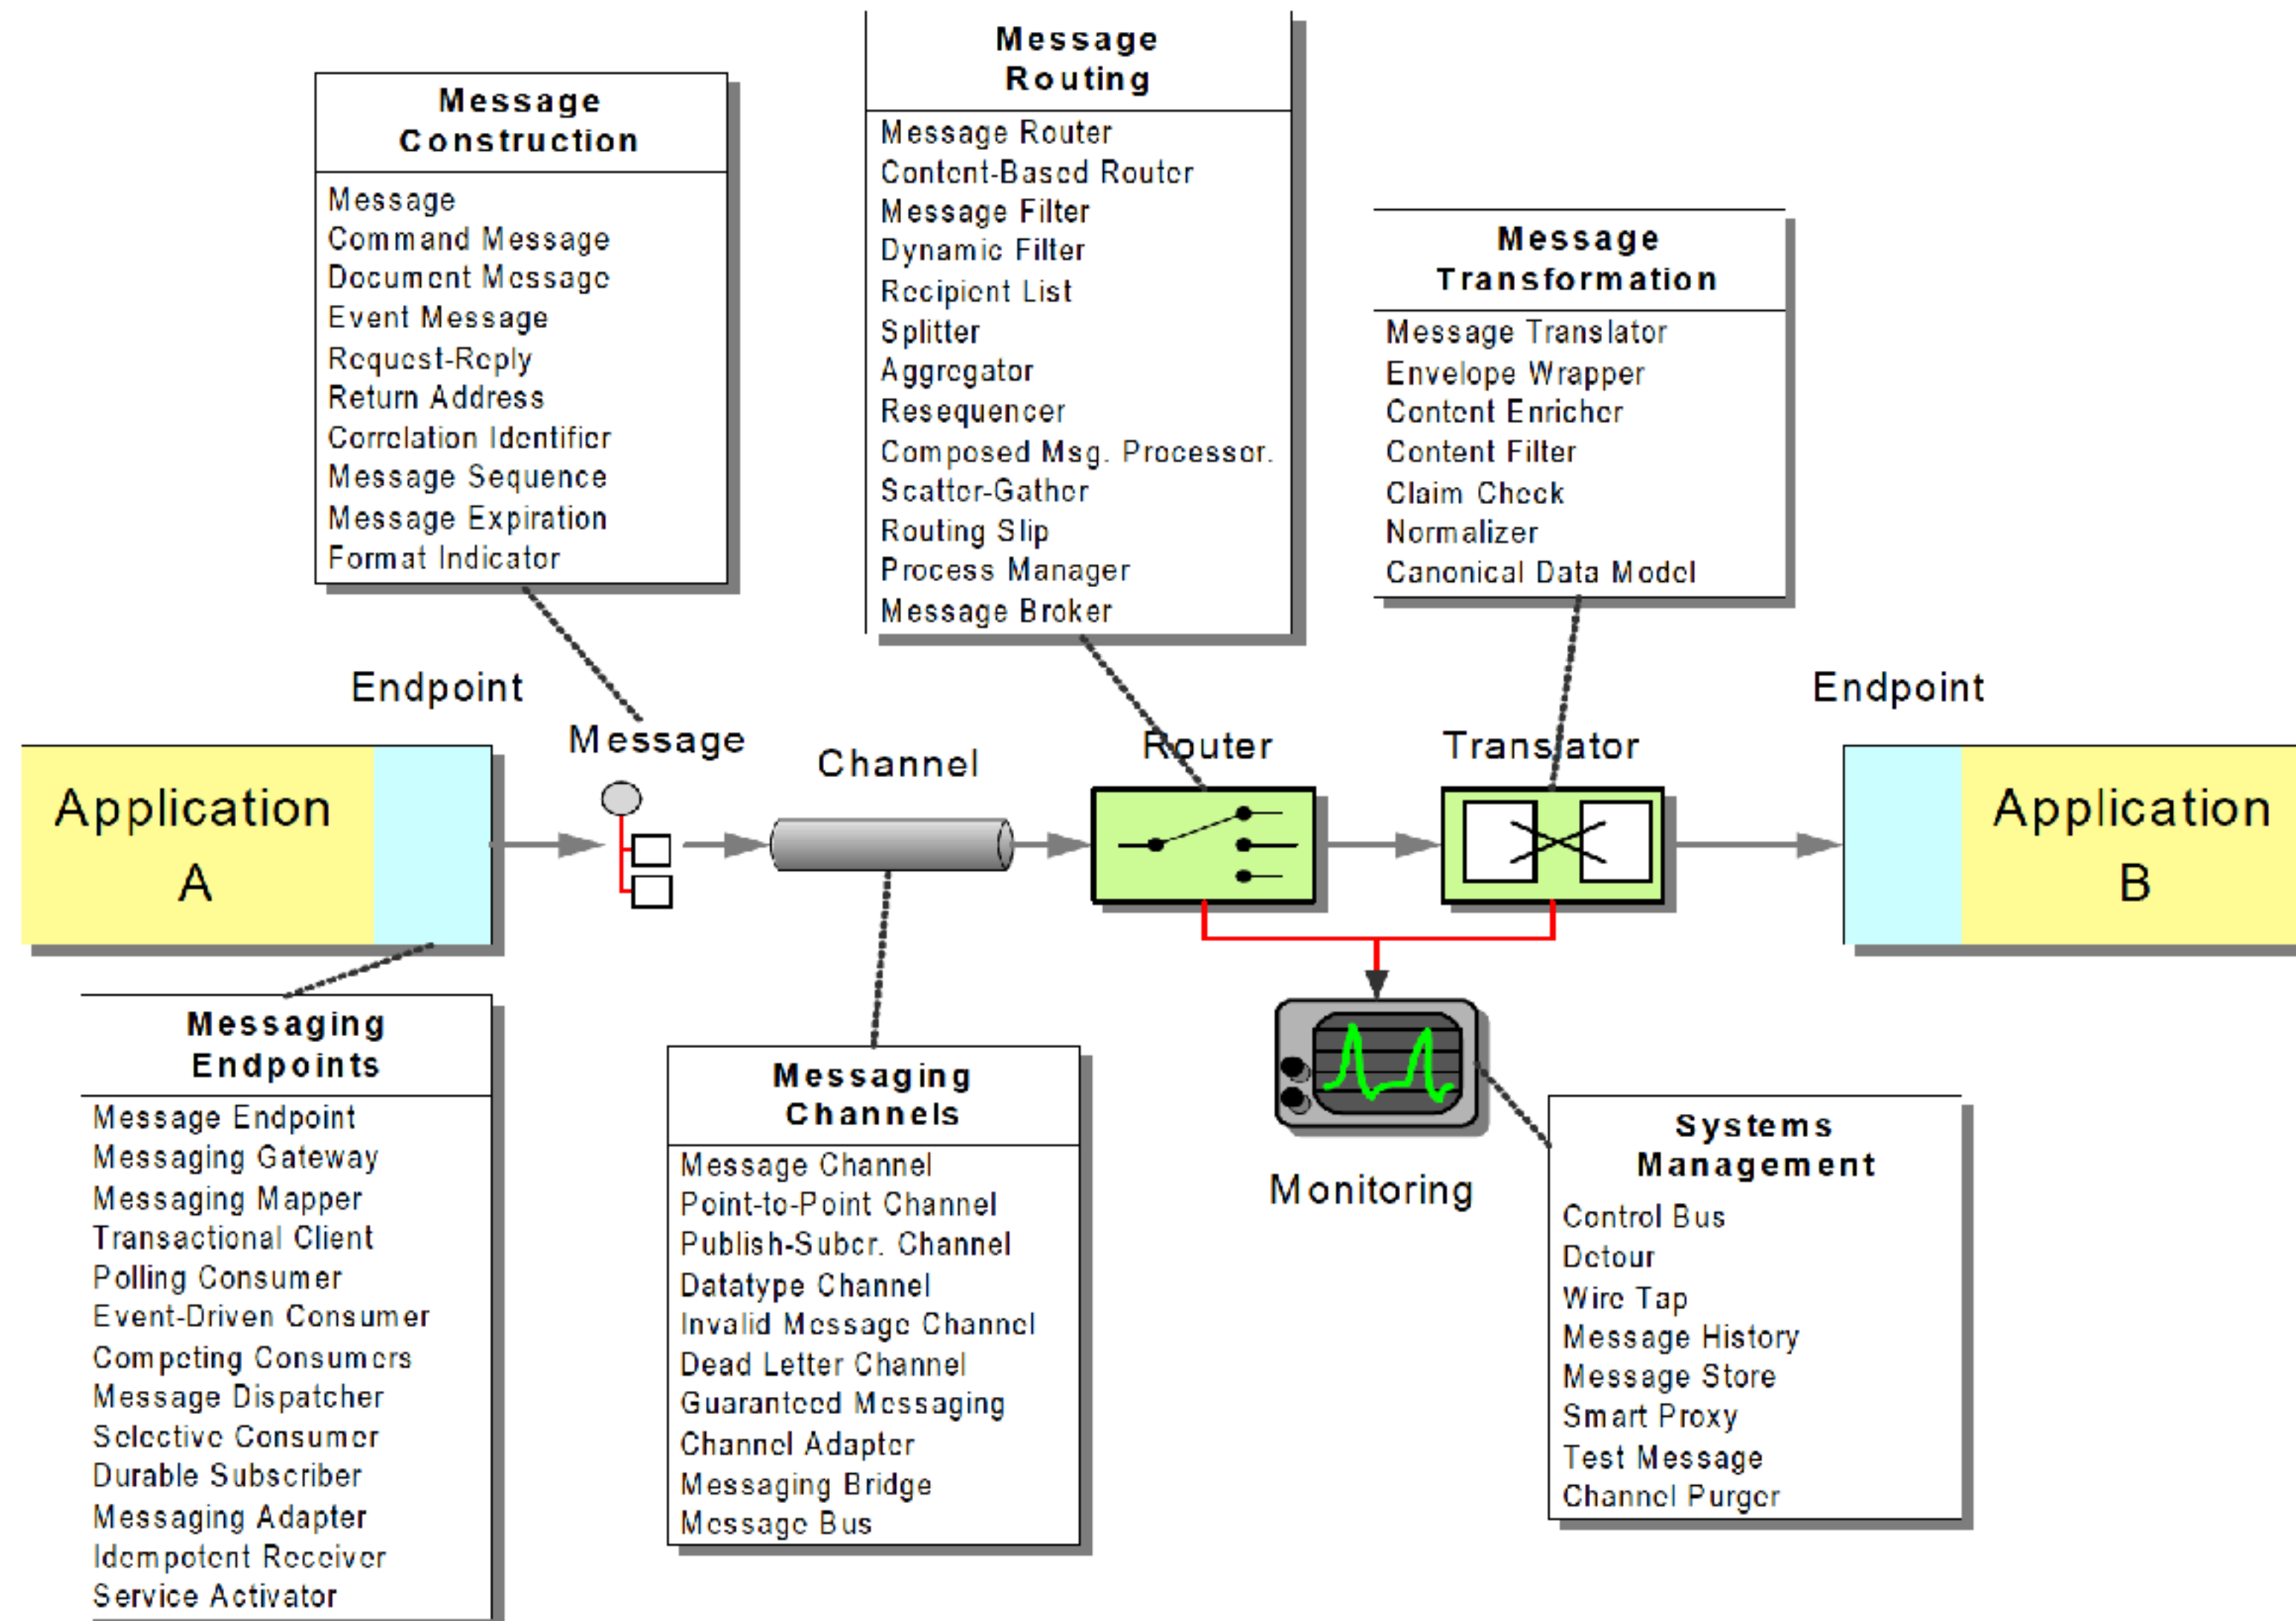 Message
Construction
Message
Command Message
Document Message
Event Message
Request-Reply
Return Address
Correlation Identifier
Message Sequence
Message Expiration
Format Indicator
Message
Routing
Message Router
Content-Based Router
Message Filter
Dynamic Filter
Recipient List
Splitter
Aggregator
Resequencer
Composed Msg. Processor.
Scatter-Gather
Routing Slip
Process Manager
Message Broker
Message
Transformation
Message Translator
Envelope Wrapper
Content Enricher
Content Filter
Claim Check
Normalizer
Canonical Data Model
Endpoint
Message
Channel
Router
Translator
Endpoint
Application
A
Application
B
Messaging
Endpoints
Message Endpoint
Messaging Gateway
Messaging Mapper
Transactional Client
Polling Consumer
Event-Driven Consumer
Competing Consumers
Message Dispatcher
Selective Consumer
Durable Subscriber
Messaging Adapter
Idempotent Receiver
Service Activator
Messaging
Channels
Message Channel
Point-to-Point Channel
Publish-Subcr. Channel
Datatype Channel
Invalid Message Channel
Dead Letter Channel
Guaranteed Messaging
Channel Adapter
Messaging Bridge
Message Bus
Monitoring
Systems
Management
Control Bus
Detour
Wire Tap
Message History
Message Store
Smart Proxy
Test Message
Channel Purger